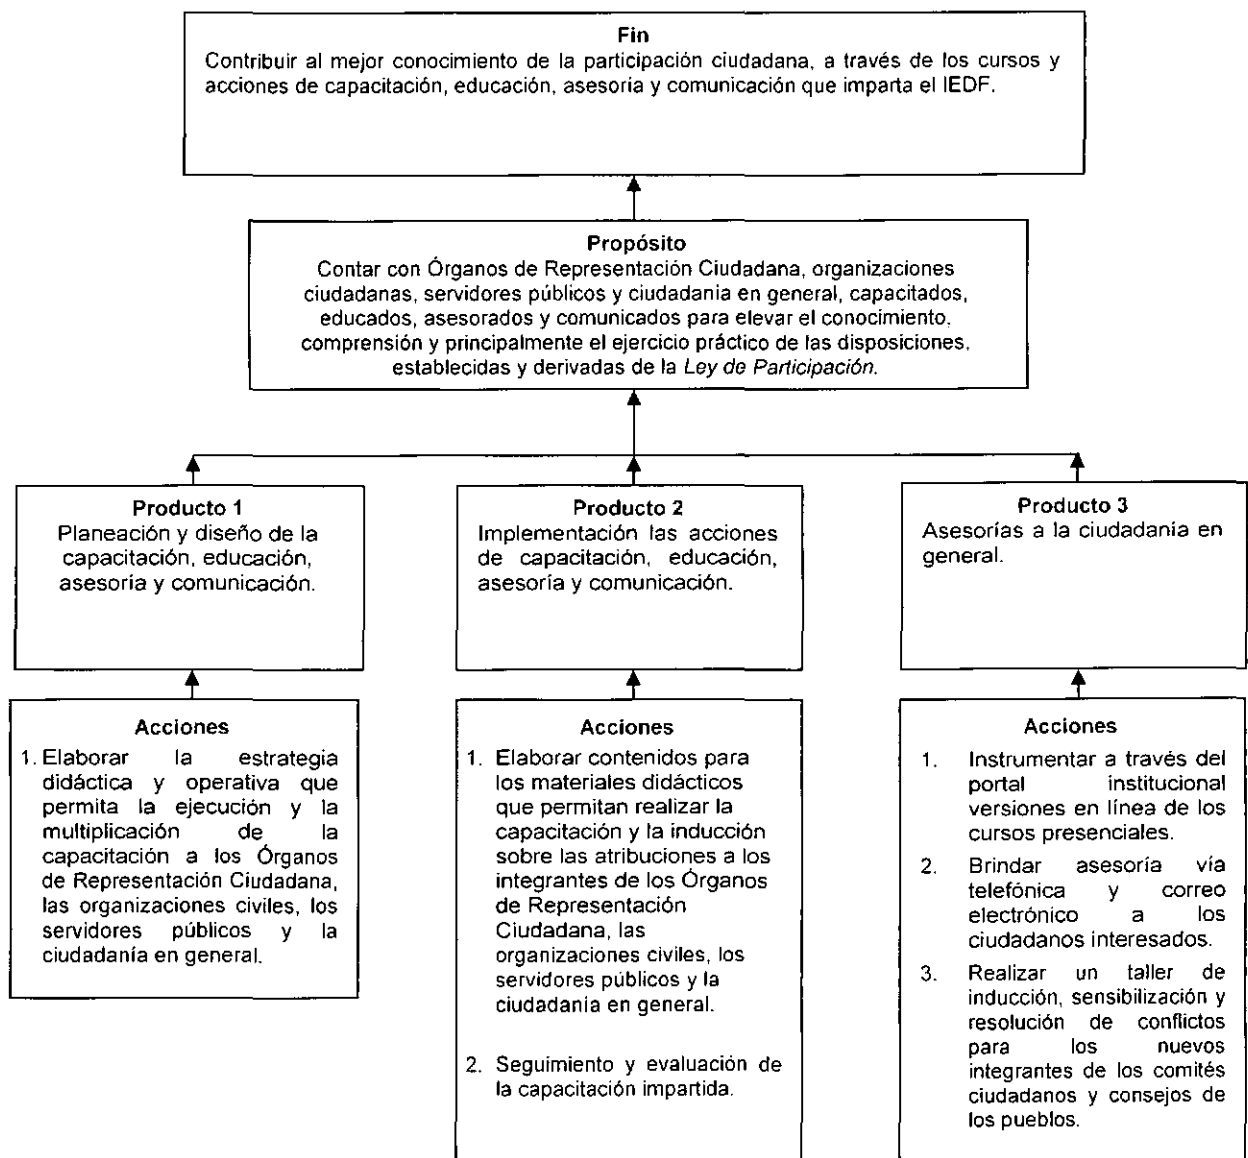 Fin
Contribuir al mejor conocimiento de la participación ciudadana, a través de los cursos y
acciones de capacitación, educación, asesoría y comunicación que imparta el IEDF.
Propósito
Contar con Órganos de Representación Ciudadana, organizaciones
ciudadanas, servidores públicos y ciudadanía en general, capacitados,
educados, asesorados y comunicados para elevar el conocimiento,
comprensión y principalmente el ejercicio práctico de las disposiciones,
establecidas y derivadas de la Ley de Participación.
Producto 1
Planeación y diseño de la
capacitación, educación,
asesoría y comunicación.
Producto 2
Implementación las acciones
de capacitación, educación,
asesoría y comunicación.
Producto 3
Asesorías a la ciudadanía en
general.
Acciones
1. Elaborar la estrategia
didáctica y operativa que
permita la ejecución y la
multiplicación de la
capacitación a los Órganos
de Representación Ciudadana,
las organizaciones civiles, los
servidores públicos y la
ciudadanía en general.
Acciones
1. Elaborar contenidos para
los materiales didácticos
que permitan realizar la
capacitación y la inducción
sobre las atribuciones a los
integrantes de los Órganos
de Representación
Ciudadana, las
organizaciones civiles, los
servidores públicos y la
ciudadanía en general.
2. Seguimiento y evaluación de
la capacitación impartida.
Acciones
1. Instrumentar a través del
portal institucional
versiones en línea de los
cursos presenciales.
2. Brindar asesoría vía
telefónica y correo
electrónico a los
ciudadanos interesados.
3. Realizar un taller de
inducción, sensibilización y
resolución de conflictos
para los nuevos
integrantes de los comités
ciudadanos y consejos de
los pueblos.